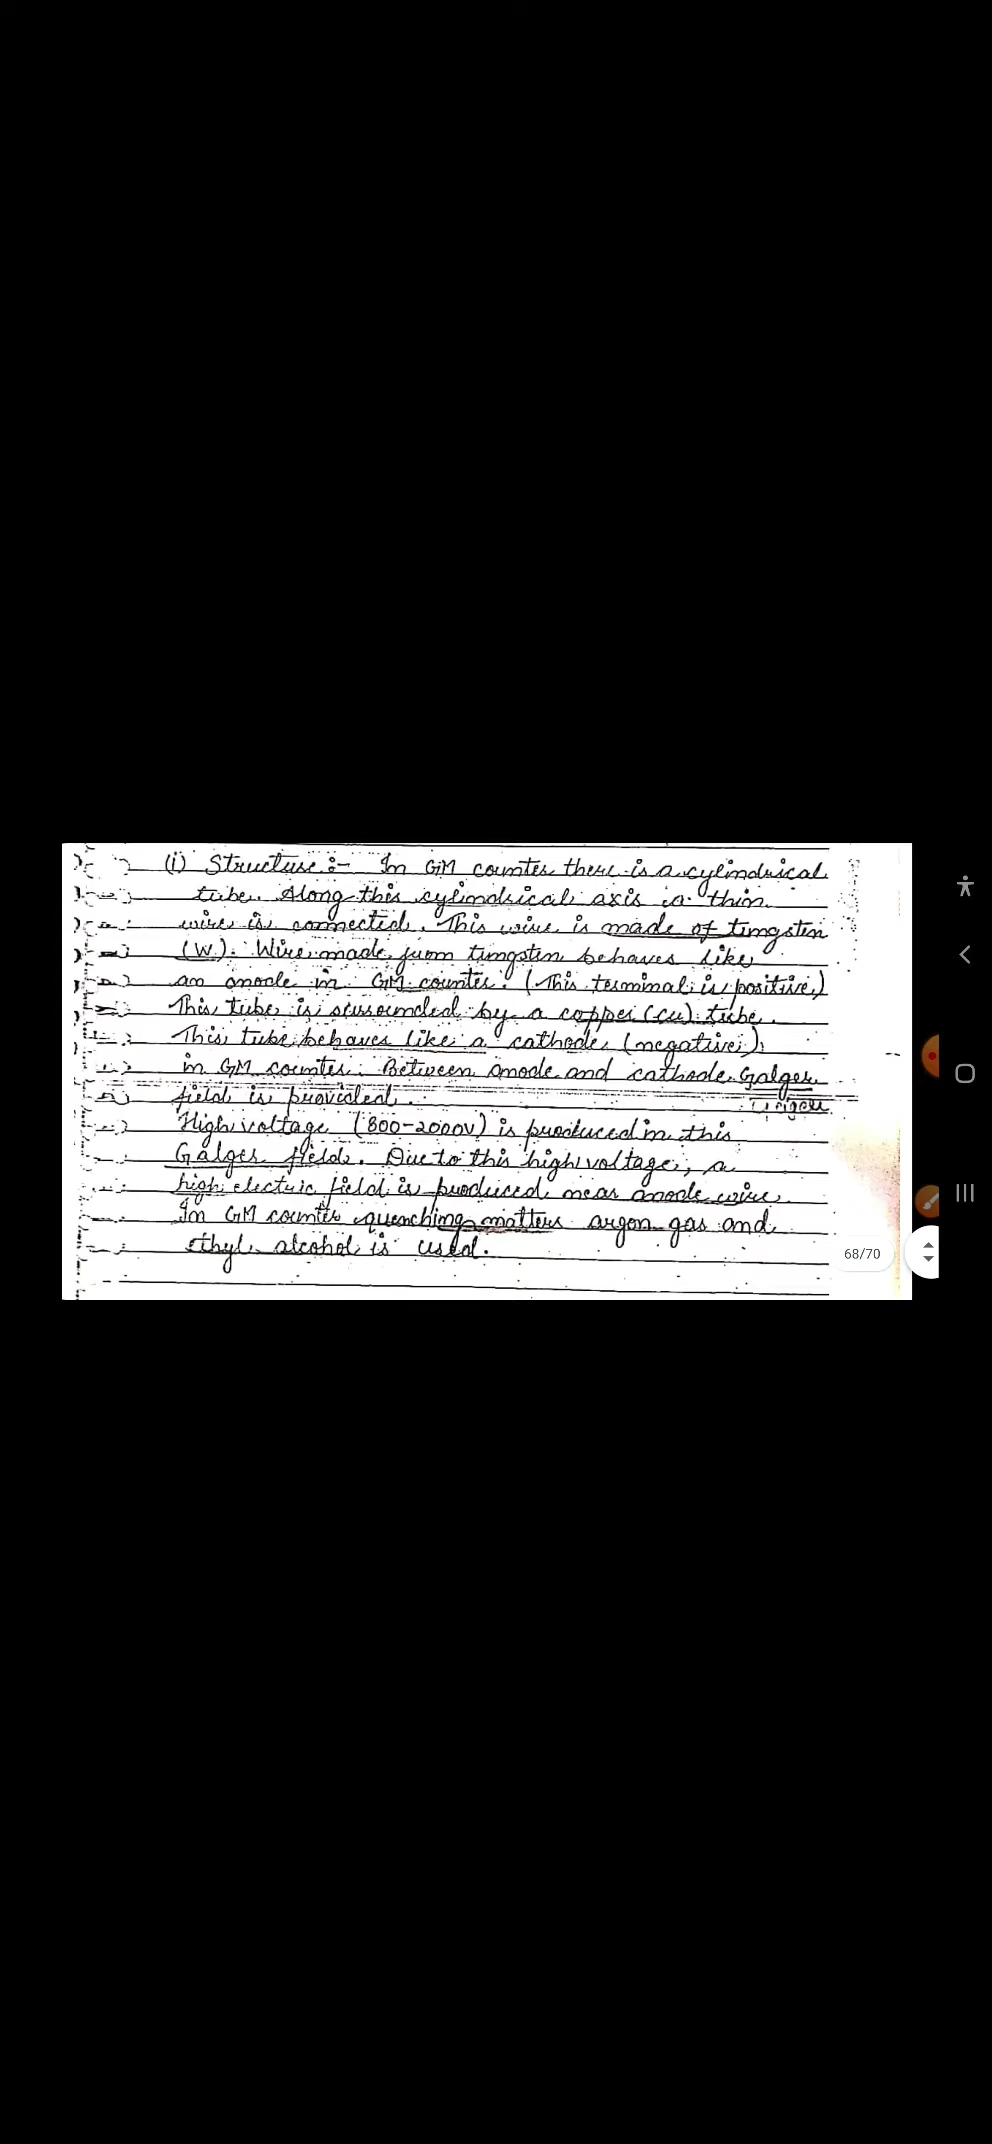 (i) Structure :- In GM counter there is a cylindrical
tube. Along this cylindrical axis is a thin
wire is connected. This wire is made of tungsten
(W). Wire made from tungsten behaves like
an anode in GM counter. (This terminal is positive)
This tube is surrounded by a copper (cu) tube.
This tube behaves like a cathode (negative)
in GM counter. Between anode and cathode Galger
field is provided.
High voltage (800-2000V) is produced in this
Galger field. Due to this high voltage, a
high electric field is produced near anode wire.
In GM counter quenching matters argon gas and
ethyl alcohol is used.
68/70